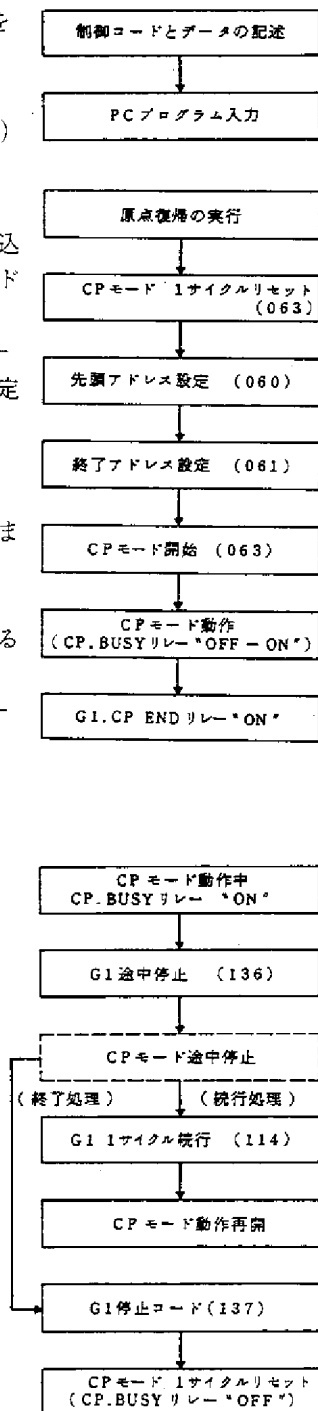 を
制御コードとデータの記述
)
PCプログラム入力
原点復帰の実行
込
ド
CPモード 1サイクルリセット
(063)
ー
定
先頭アドレス設定 (060)
終了アドレス設定 (061)
ま
CPモード開始 (063)
る
CPモード動作
(CP.BUSYリレー"OFF-ON")
ー
G1.CP ENDリレー"ON"
CPモード動作中
CP.BUSYリレー "ON"
G1途中停止 (136)
CPモード途中停止
(終了処理) (続行処理)
G1 1サイクル続行 (114)
CPモード動作再開
G1停止コード(137)
CPモード 1サイクルリセット
(CP.BUSYリレー"OFF")